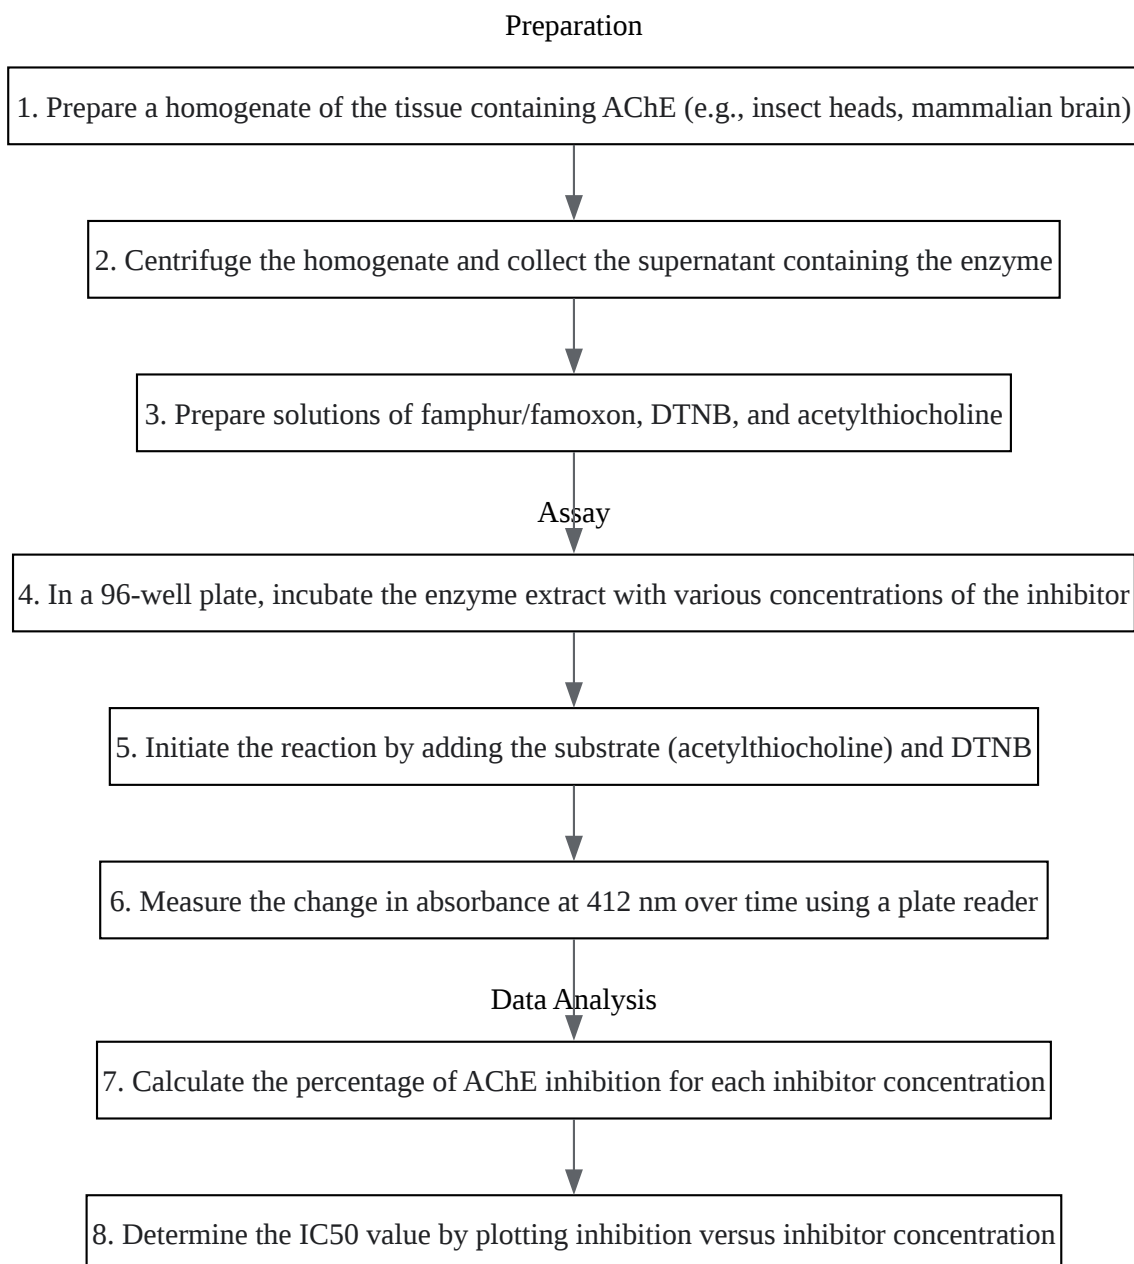 Preparation
1. Prepare a homogenate of the tissue containing AChE (e.g., insect heads, mammalian brain)
2. Centrifuge the homogenate and collect the supernatant containing the enzyme
3. Prepare solutions of famphur/famoxon, DTNB, and acetylthiocholine
Assay
4. In a 96-well plate, incubate the enzyme extract with various concentrations of the inhibitor
5. Initiate the reaction by adding the substrate (acetylthiocholine) and DTNB
6. Measure the change in absorbance at 412 nm over time using a plate reader
Data Analysis
7. Calculate the percentage of AChE inhibition for each inhibitor concentration
8. Determine the IC50 value by plotting inhibition versus inhibitor concentration